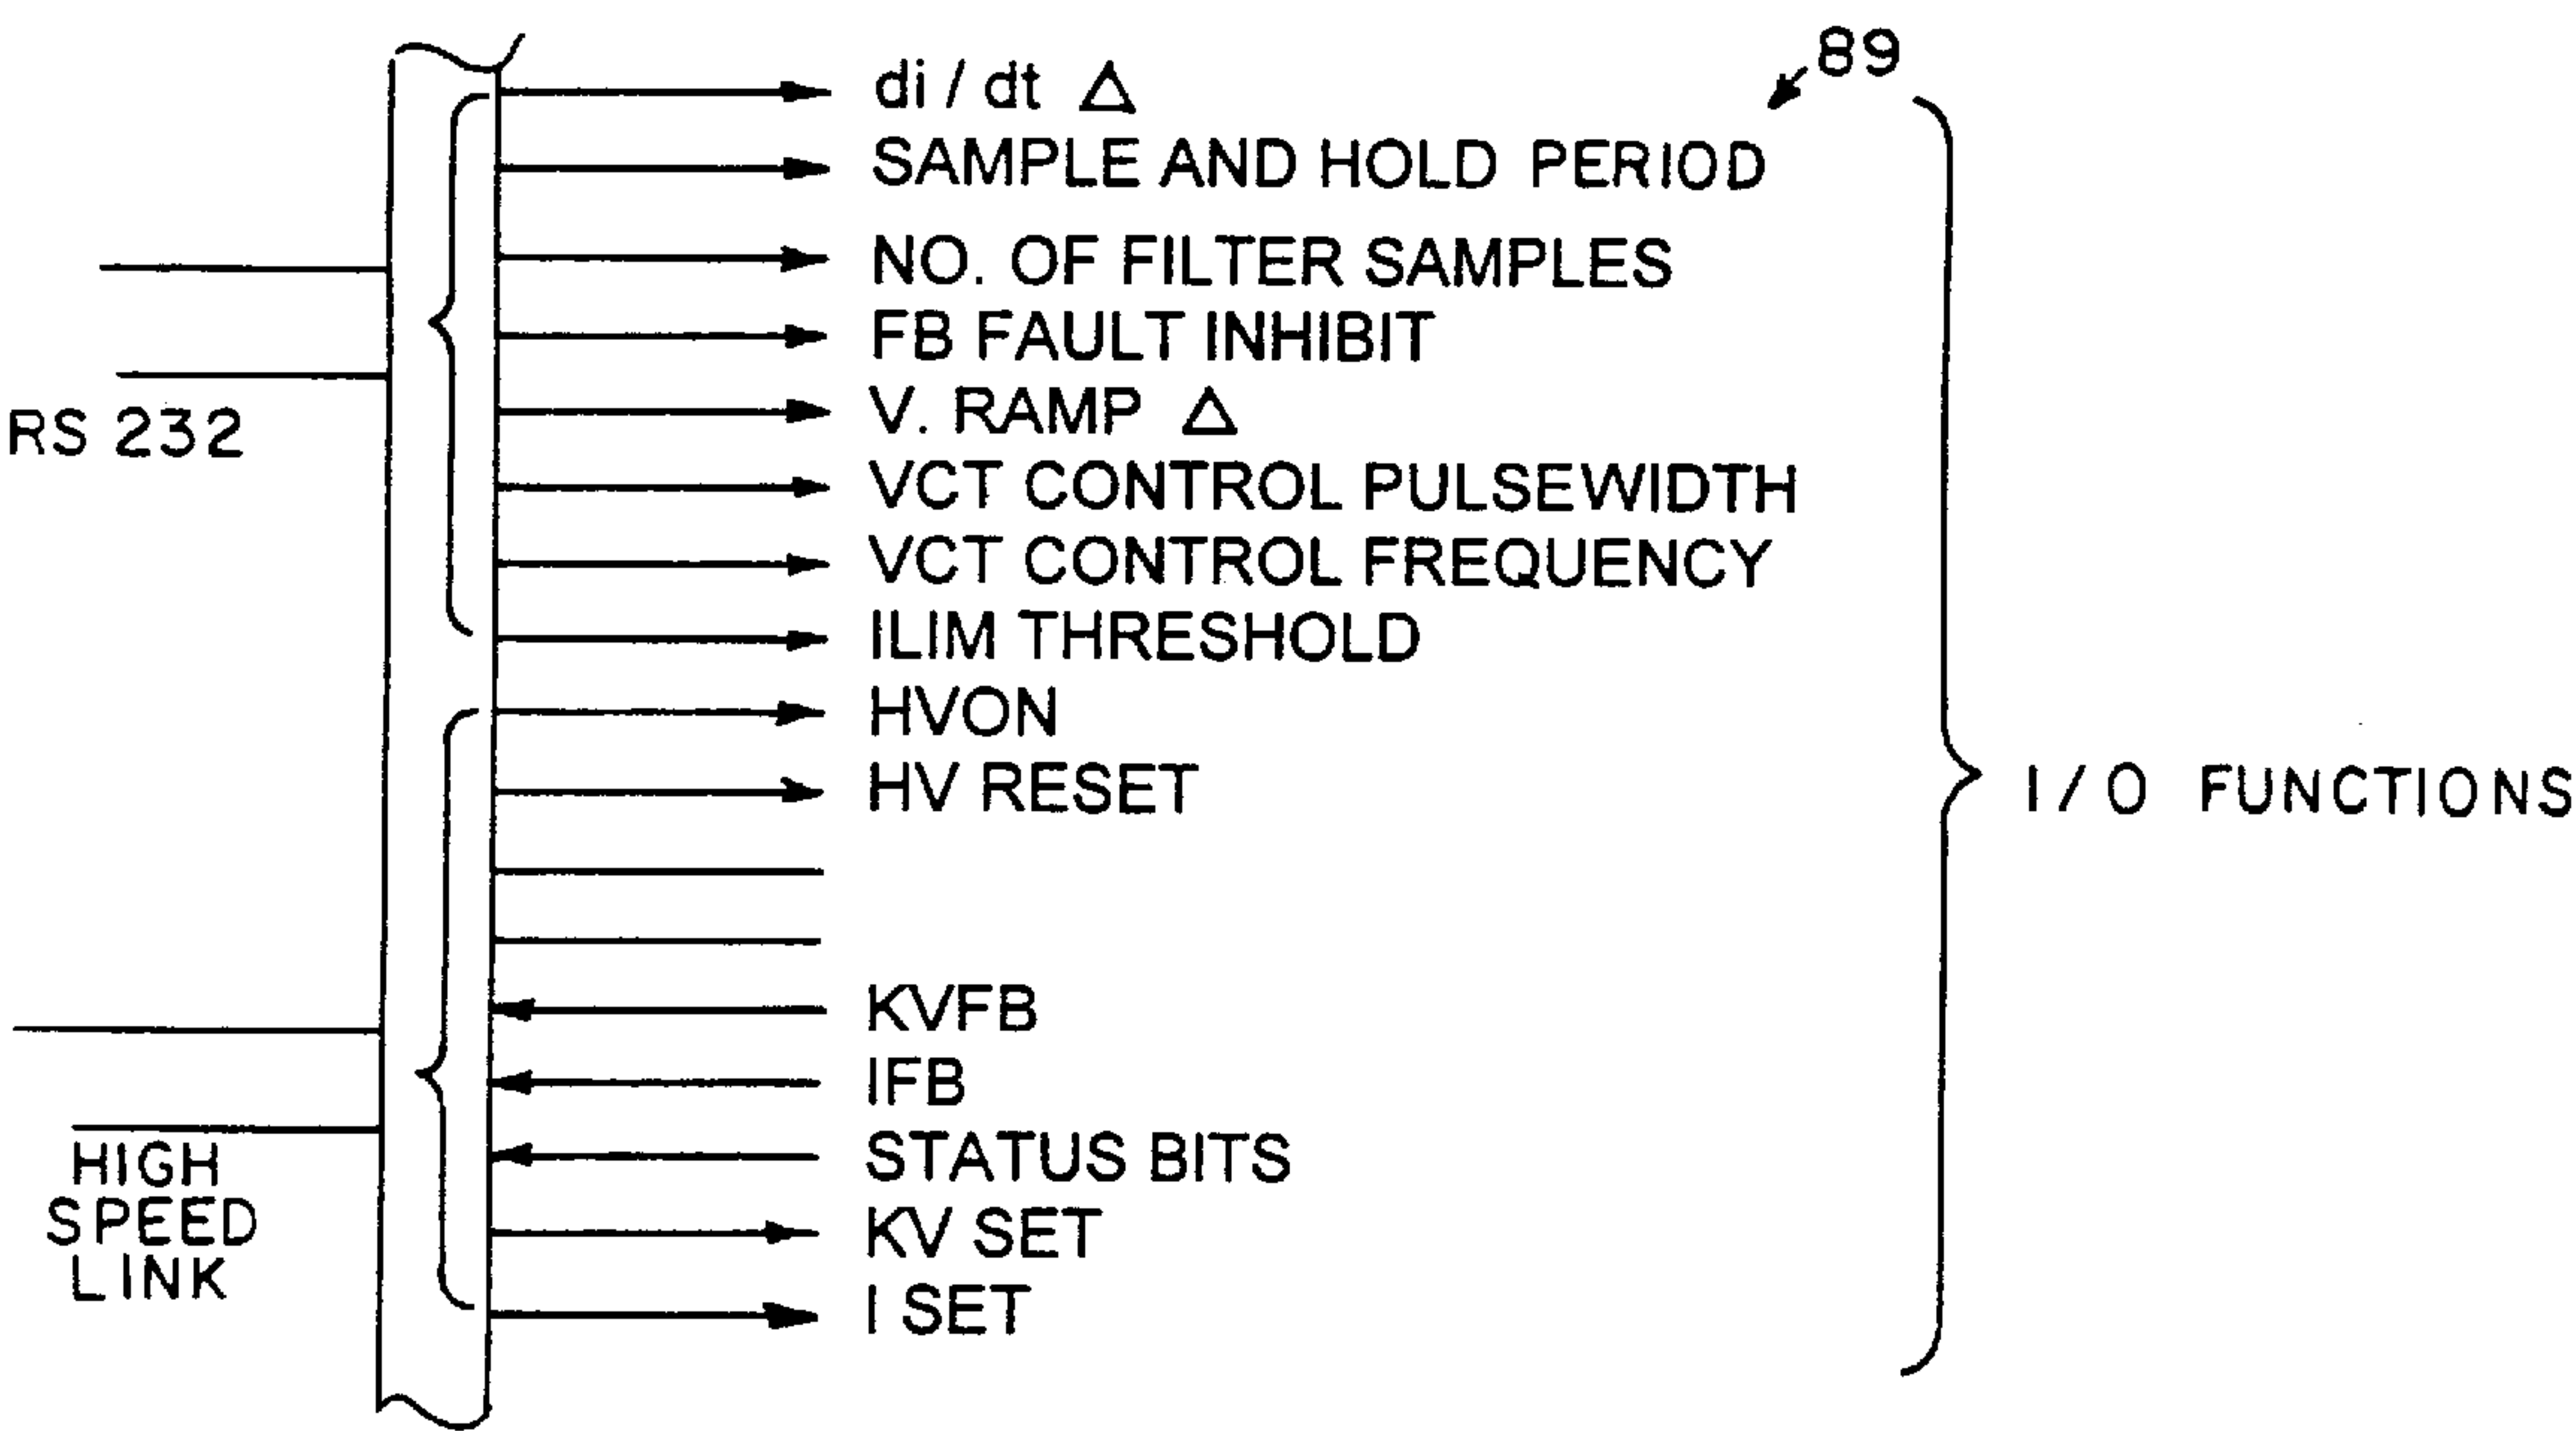 89
di / dt Δ
SAMPLE AND HOLD PERIOD
NO. OF FILTER SAMPLES
FB FAULT INHIBIT
V. RAMP Δ
RS 232
VCT CONTROL PULSEWIDTH
VCT CONTROL FREQUENCY
ILIM THRESHOLD
HVON
HV RESET
I/O FUNCTIONS
KVFB
IFB
STATUS BITS
KV SET
I SET
HIGH
SPEED
LINK